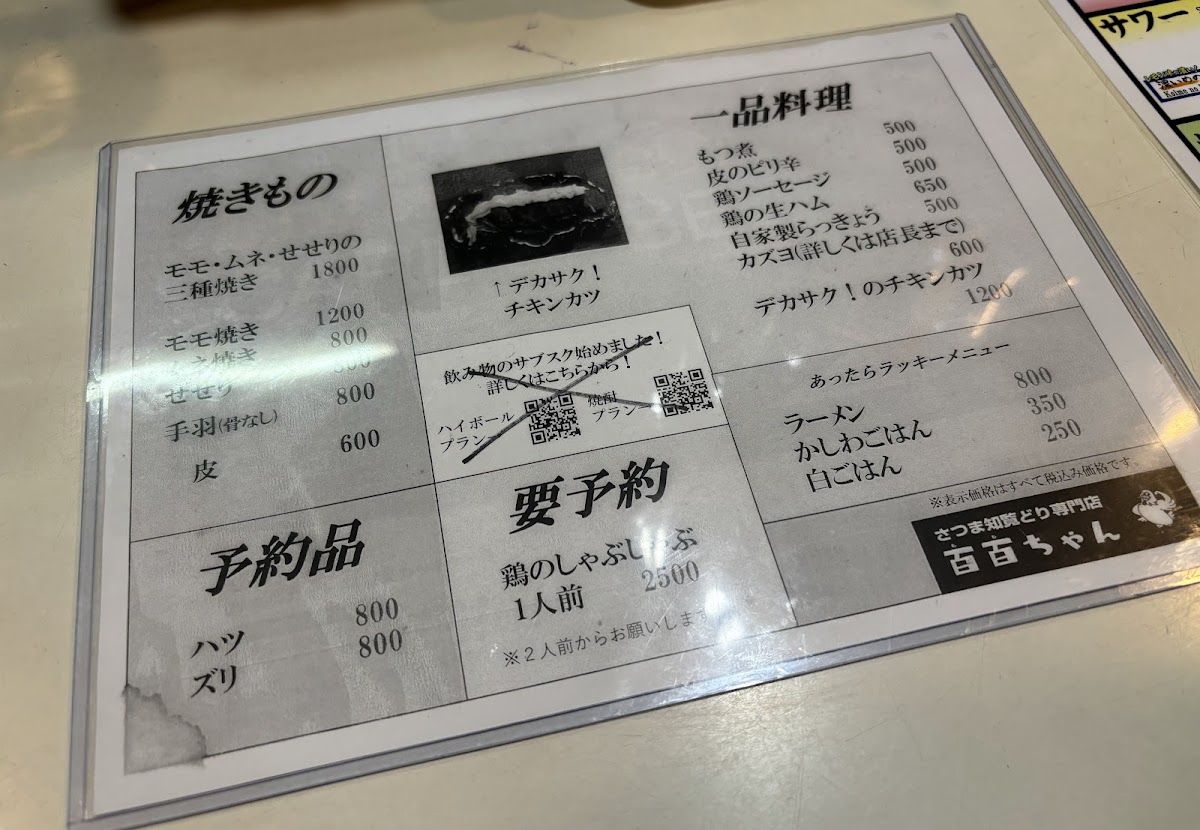 焼きもの
モモ・ムネ・せせりの
三種焼き 1800
モモ焼き 1200
焼き 800
せせり
手羽(骨なし) 800
皮 600
予約品
ハツ 800
ズリ 800
↑デカサク!
チキンカツ
飲み物のサブスク始めました!
詳しくはこちらから!
ハイボール
プラン
焼酎
プラン
要予約
鶏のしゃぶしゃぶ
1人前 2500
※2人前からお願いします
一品料理
もつ煮 500
皮のピリ辛 500
鶏ソーセージ 500
鶏の生ハム 650
自家製らっきょう 500
カズヨ(詳しくは店長まで)
600
デカサク!のチキンカツ
1200
あったらラッキーメニュー
ラーメン 800
かしわごはん 350
白ごはん 250
※表示価格はすべて税込み価格です。
さつま知覧どり専門店
百百ちゃん
サワー
Koime no